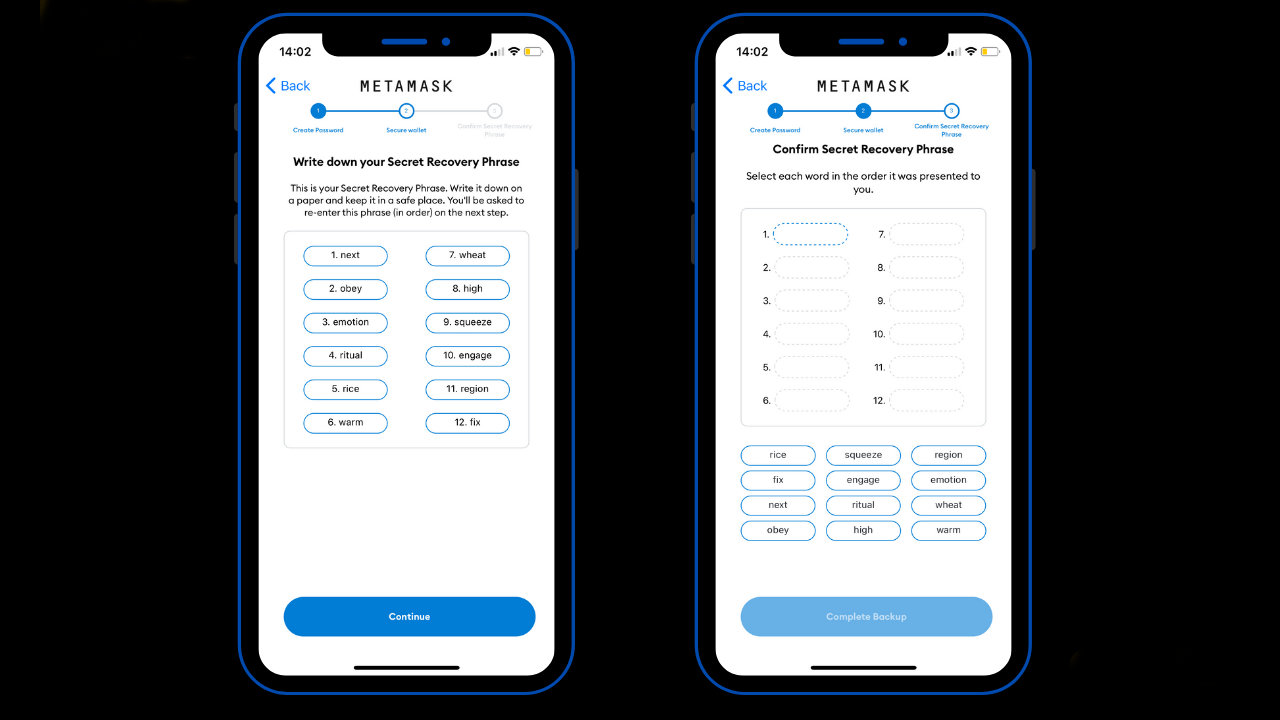 14:02
Back
METAMASK
1
2
3
Create Password
Secure wallet
Confirm Secret Recovery
Phrase
Write down your Secret Recovery Phrase
This is your Secret Recovery Phrase. Write it down on
a paper and keep it in a safe place. You'll be asked to
re-enter this phrase (in order) on the next step.
1. next
2. obey
3. emotion
4. ritual
5. rice
6. warm
7. wheat
8. high
9. squeeze
10. engage
11. region
12. fix
Continue
14:02
Back
METAMASK
1
2
3
Create Password
Secure wallet
Confirm Secret Recovery
Phrase
Confirm Secret Recovery Phrase
Select each word in the order it was presented to
you.
1.
2.
3.
4.
5.
6.
7.
8.
9.
10.
11.
12.
rice squeeze region
fix engage emotion
next ritual wheat
obey high warm
Complete Backup